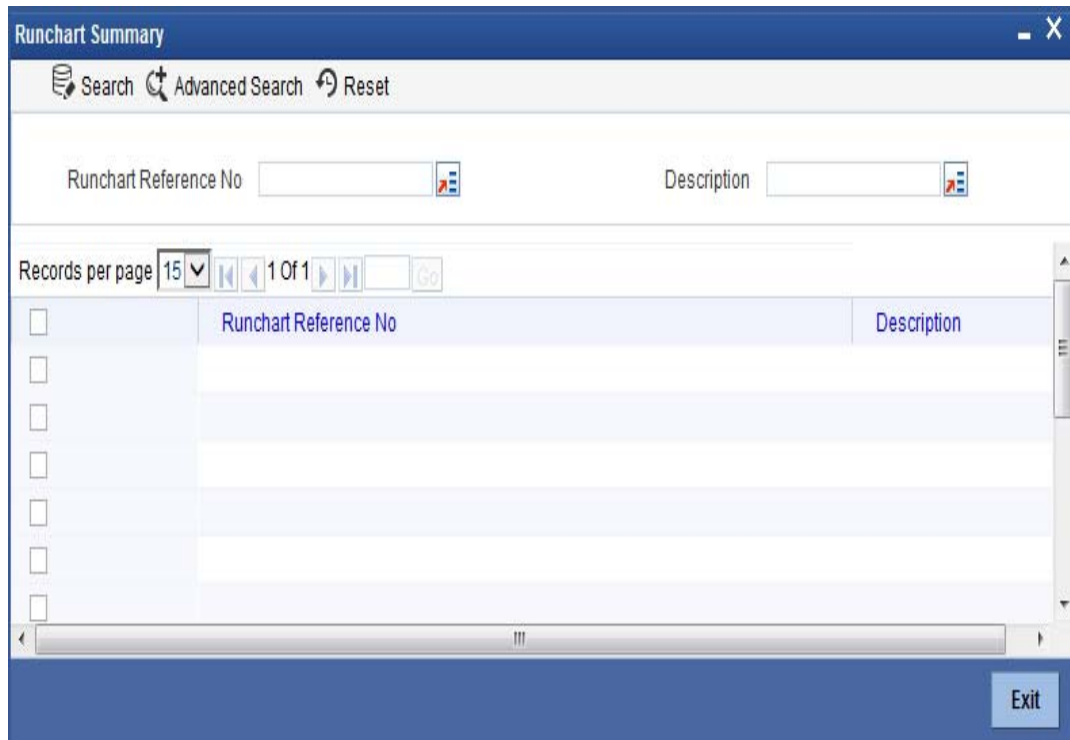 Runchart Summary
Search Advanced Search Reset
Runchart Reference No Description
Records per page 15 1 Of 1 Go
Runchart Reference No Description
Exit